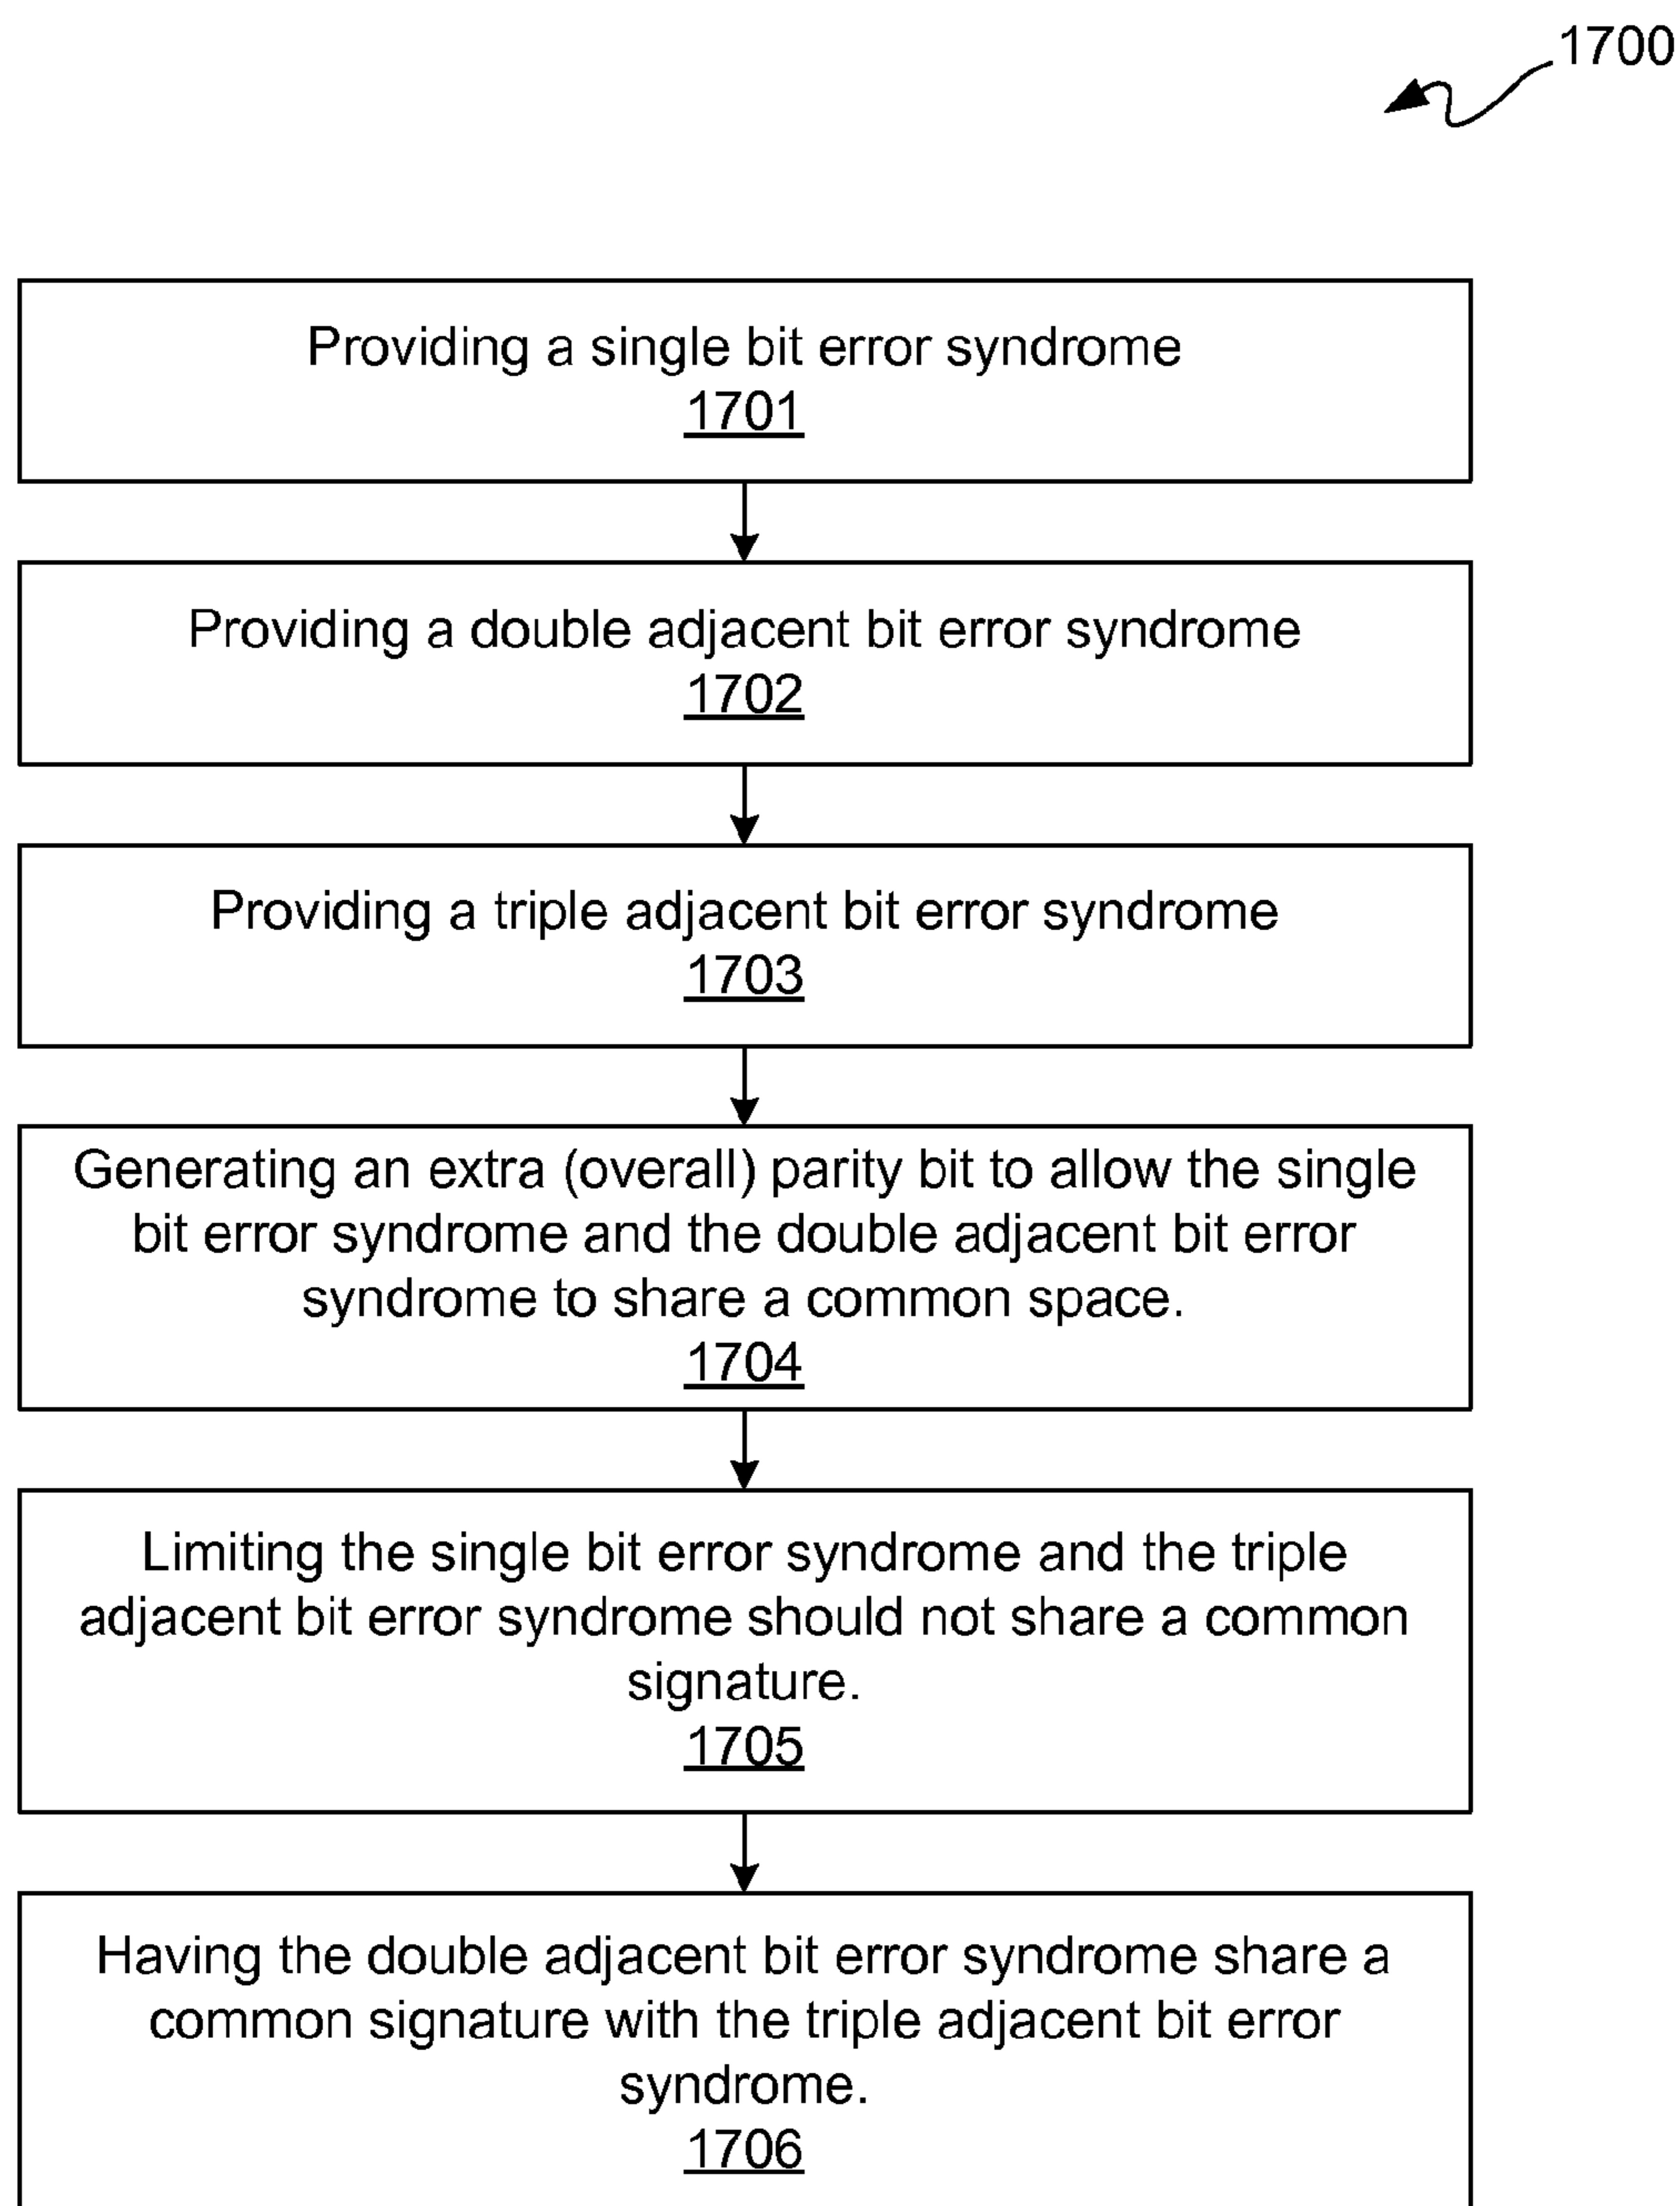 1700
Providing a single bit error syndrome
1701
Providing a double adjacent bit error syndrome
1702
Providing a triple adjacent bit error syndrome
1703
Generating an extra (overall) parity bit to allow the single
bit error syndrome and the double adjacent bit error
syndrome to share a common space.
1704
Limiting the single bit error syndrome and the triple
adjacent bit error syndrome should not share a common
signature.
1705
Having the double adjacent bit error syndrome share a
common signature with the triple adjacent bit error
syndrome.
1706